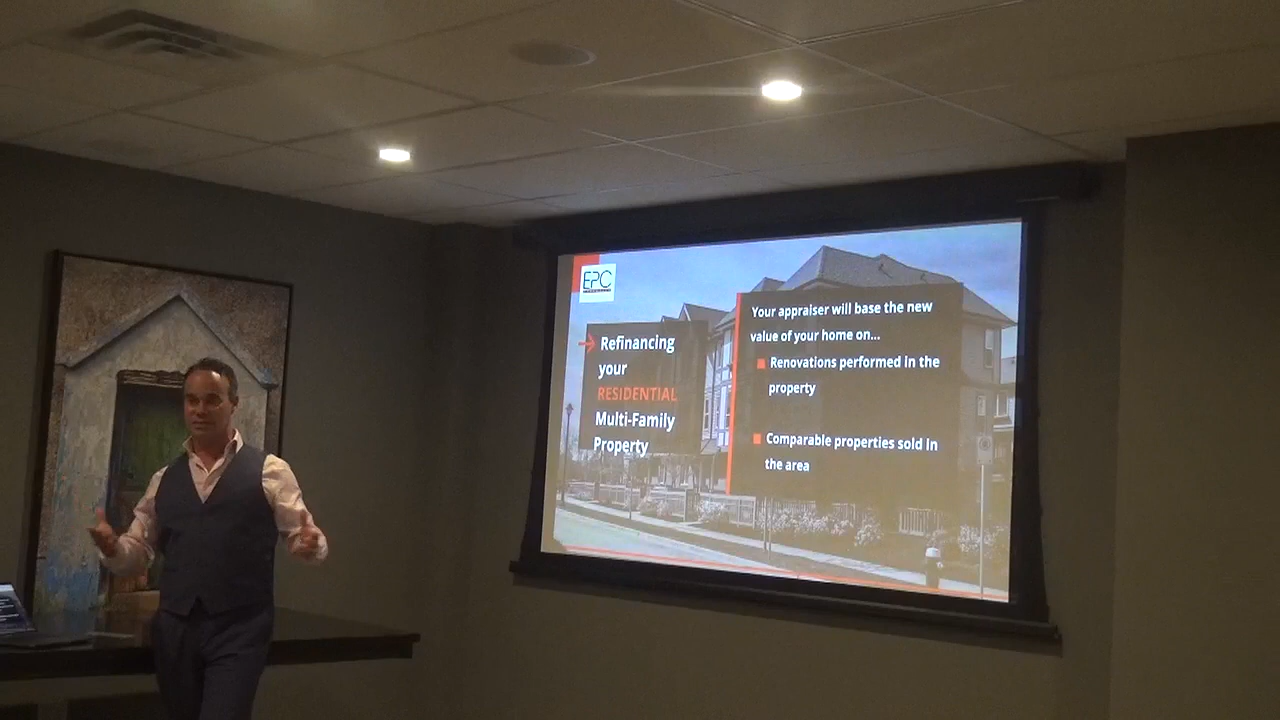 EPC
Refinancing
your
RESIDENTIAL
Multi-Family
Property
Your appraiser will base the new
value of your home on...
Renovations performed in the
property
Comparable properties sold in
the area